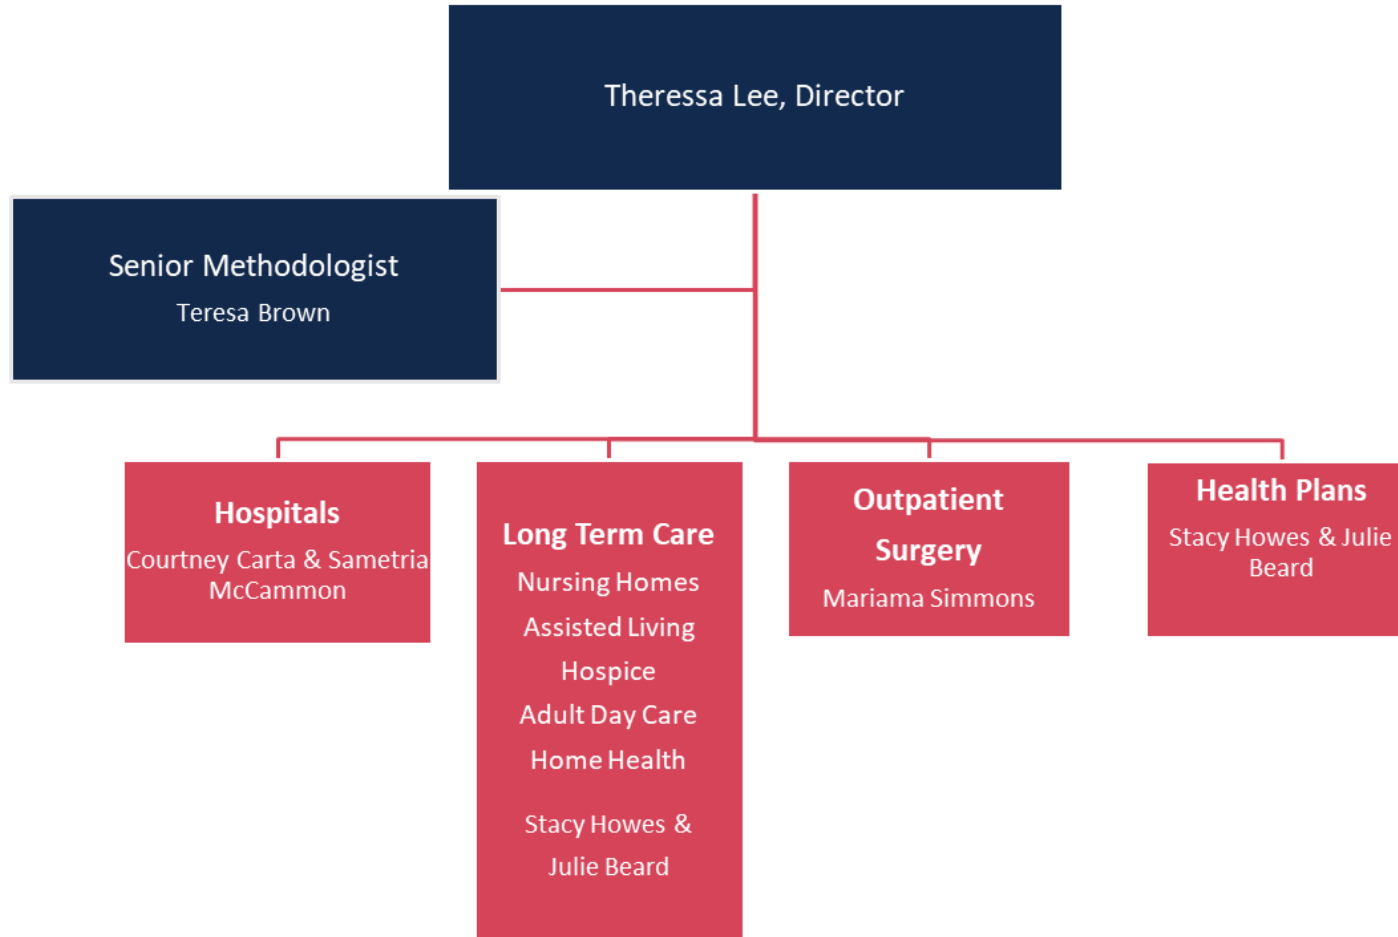 Theressa Lee, Director
Senior Methodologist
Teresa Brown
Hospitals
Courtney Carta & Sametria
McCammon
Long Term Care
Nursing Homes
Assisted Living
Hospice
Adult Day Care
Home Health
Stacy Howes &
Julie Beard
Outpatient
Surgery
Mariama Simmons
Health Plans
Stacy Howes & Julie
Beard